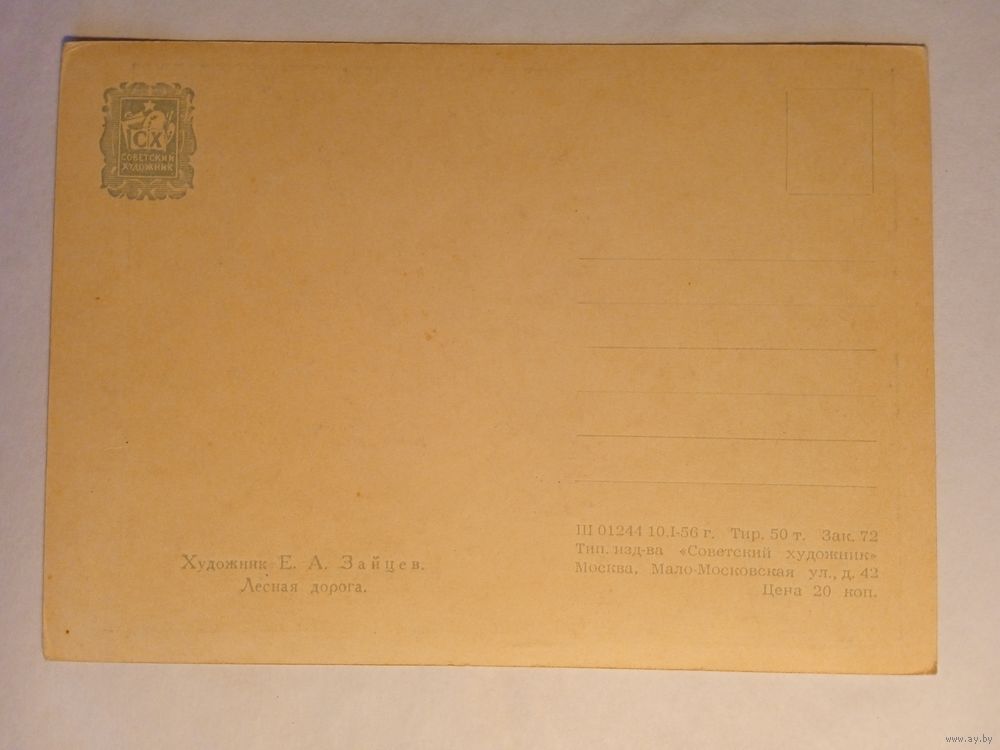 СХ
СОВЕТСКИЙ
ХУДОЖНИК
Художник Е. А. Зайцев.
Лесная дорога.
Ш 01244 10.I-56 г. Тир. 50 т. Зак. 72
Тип. изд-ва «Советский художник»
Москва, Мало-Московская ул., д. 42
Цена 20 коп.
www.ay.by